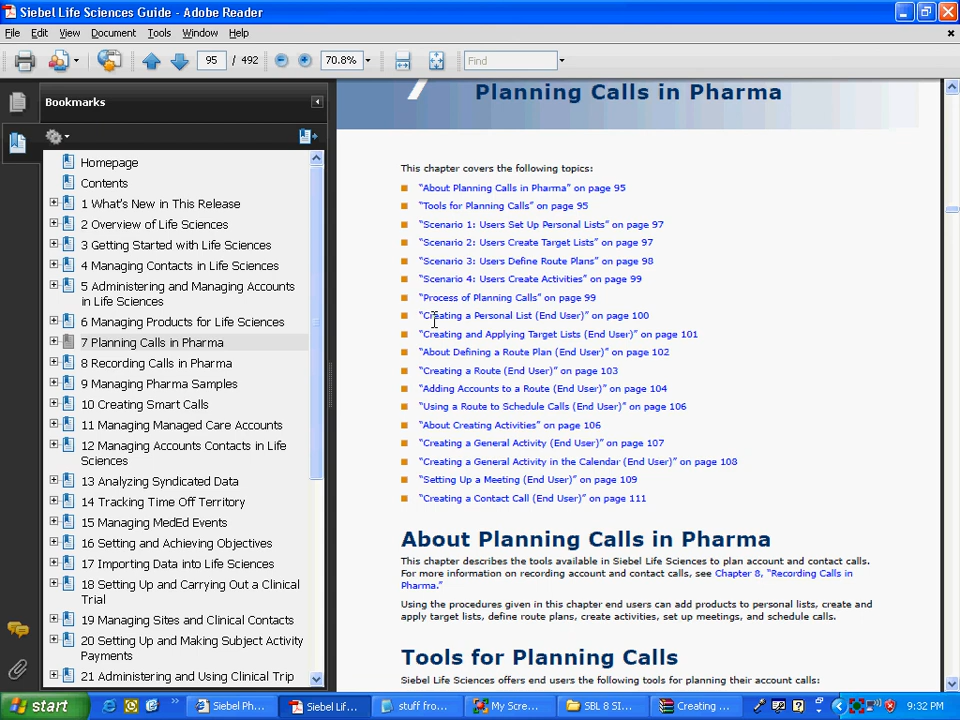 Siebel Life Sciences Guide - Adobe Reader
File Edit View Document Tools Window Help
95 / 492 70.8% Find
Bookmarks
Homepage
Contents
1 What's New in This Release
2 Overview of Life Sciences
3 Getting Started with Life Sciences
4 Managing Contacts in Life Sciences
5 Administering and Managing Accounts
in Life Sciences
6 Managing Products for Life Sciences
7 Planning Calls in Pharma
8 Recording Calls in Pharma
9 Managing Pharma Samples
10 Creating Smart Calls
11 Managing Managed Care Accounts
12 Managing Accounts Contacts in Life
Sciences
13 Analyzing Syndicated Data
14 Tracking Time Off Territory
15 Managing MedEd Events
16 Setting and Achieving Objectives
17 Importing Data into Life Sciences
18 Setting Up and Carrying Out a Clinical
Trial
19 Managing Sites and Clinical Contacts
20 Setting Up and Making Subject Activity
Payments
21 Administering and Using Clinical Trip
7 Planning Calls in Pharma
This chapter covers the following topics:
"About Planning Calls in Pharma" on page 95
"Tools for Planning Calls" on page 95
"Scenario 1: Users Set Up Personal Lists" on page 97
"Scenario 2: Users Create Target Lists" on page 97
"Scenario 3: Users Define Route Plans" on page 98
"Scenario 4: Users Create Activities" on page 99
"Process of Planning Calls" on page 99
"Creating a Personal List (End User)" on page 100
"Creating and Applying Target Lists (End User)" on page 101
"About Defining a Route Plan (End User)" on page 102
"Creating a Route (End User)" on page 103
"Adding Accounts to a Route (End User)" on page 104
"Using a Route to Schedule Calls (End User)" on page 106
"About Creating Activities" on page 106
"Creating a General Activity (End User)" on page 107
"Creating a General Activity in the Calendar (End User)" on page 108
"Setting Up a Meeting (End User)" on page 109
"Creating a Contact Call (End User)" on page 111
About Planning Calls in Pharma
This chapter describes the tools available in Siebel Life Sciences to plan account and contact calls.
For more information on recording account and contact calls, see Chapter 8, "Recording Calls in
Pharma."
Using the procedures given in this chapter end users can add products to personal lists, create and
apply target lists, define route plans, create activities, set up meetings, and schedule calls.
Tools for Planning Calls
Siebel Life Sciences offers end users the following tools for planning their account calls:
start Siebel Ph... Siebel Lif... stuff fro... My Scre... SBL 8 SI... Creating ... 9:32 PM